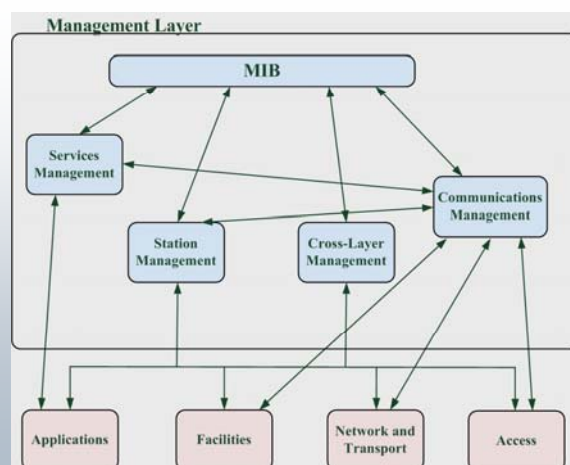 Management Layer
MIB
Services
Management
Communications
Management
Station
Management
Cross-Layer
Management
Applications
Facilities
Network and
Transport
Access